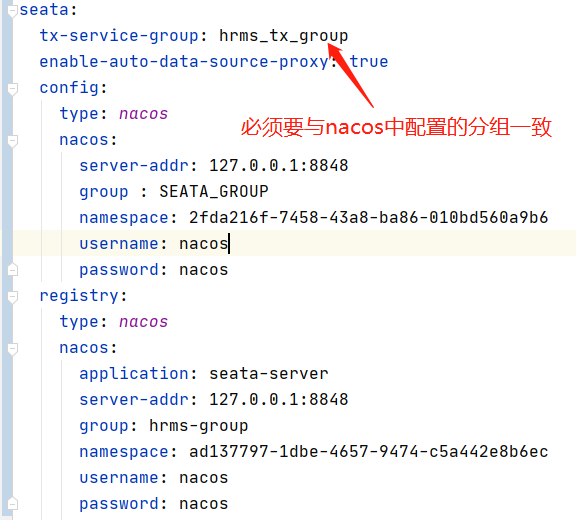 seata:
tx-service-group: hrms_tx_group
enable-auto-data-source-proxy: true
config:
必须要与nacos中配置的分组一致
type: nacos
nacos:
server-addr: 127.0.0.1:8848
group : SEATA_GROUP
namespace: 2fda216f-7458-43a8-ba86-010bd560a9b6
username: nacos
password: nacos
registry:
type: nacos
nacos:
application: seata-server
server-addr: 127.0.0.1:8848
group: hrms-group
namespace: ad137797-1dbe-4657-9474-c5a442e8b6ec
username: nacos
password: nacos